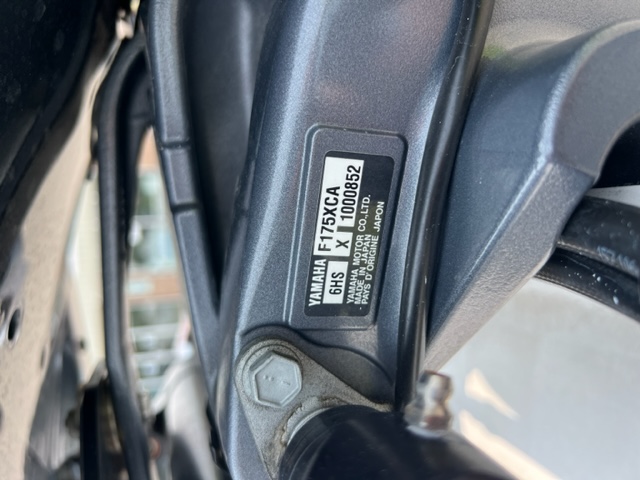 YAMAHA F175XCA
6HS X 1000852
YAMAHA MOTOR CO.,LTD.
MADE IN JAPAN
PAYS D'ORIGINE JAPON